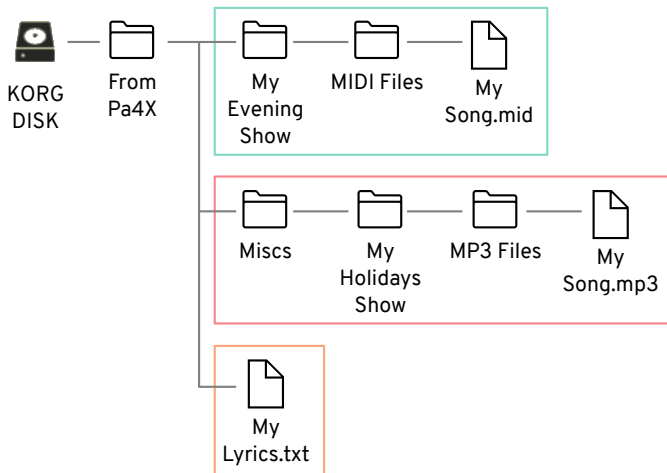 KORG
DISK
From
Pa4X
My
Evening
Show
MIDI Files
My
Song.mid
Miscs
My
Holidays
Show
MP3 Files
My
Song.mp3
My
Lyrics.txt